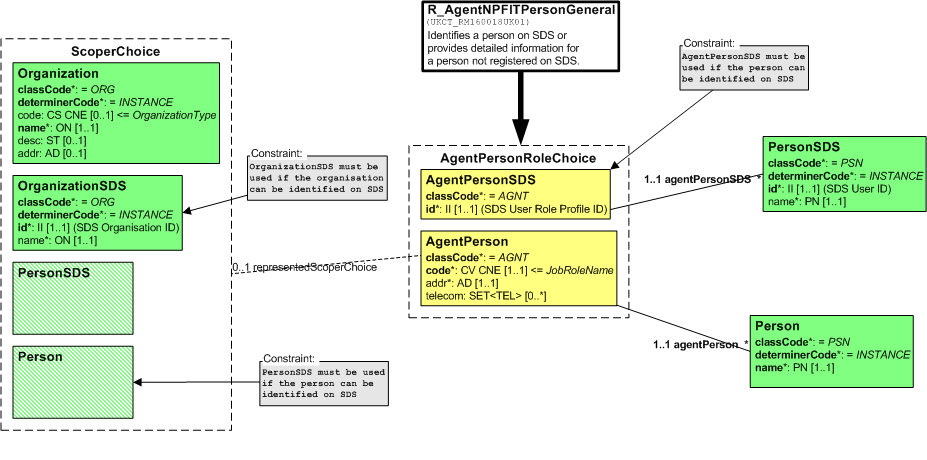 R_AgentNPFITPersonGeneral
(UKCT_RM160018UK01)
Identifies a person on SDS or
provides detailed information for
a person not registered on SDS.
ScoperChoice
Organization
classCode*: = ORG
determinerCode*: = INSTANCE
code: CS CNE [0..1] <= OrganizationType
name*: ON [1..1]
desc: ST [0..1]
addr: AD [0..1]
OrganizationSDS
classCode*: = ORG
determinerCode*: = INSTANCE
id*: II [1..1] (SDS Organisation ID)
name*: ON [1..1]
PersonSDS
Person
Constraint:
OrganizationSDS must be
used if the organisation
can be identified on SDS
0..1 representedScoperChoice
Constraint:
PersonSDS must be used
if the person can be
identified on SDS
AgentPersonRoleChoice
AgentPersonSDS
classCode*: = AGNT
id*: II [1..1] (SDS User Role Profile ID)
AgentPerson
classCode*: = AGNT
code*: CV CNE [1..1] <= JobRoleName
addr*: AD [1..1]
telecom: SET<TEL> [0..*]
Constraint:
AgentPersonSDS must be
used if the person can
be identified on SDS
1..1 agentPersonSDS *
PersonSDS
classCode*: = PSN
determinerCode*: = INSTANCE
id*: II [1..1] (SDS User ID)
name*: PN [1..1]
1..1 agentPerson *
Person
classCode*: = PSN
determinerCode*: = INSTANCE
name*: PN [1..1]